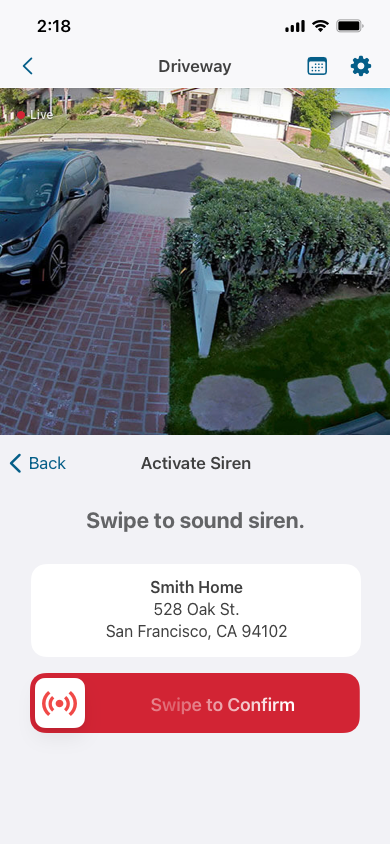 2:18
Driveway
Live
Back
Activate Siren
Swipe to sound siren.
Smith Home
528 Oak St.
San Francisco, CA 94102
Swipe to Confirm